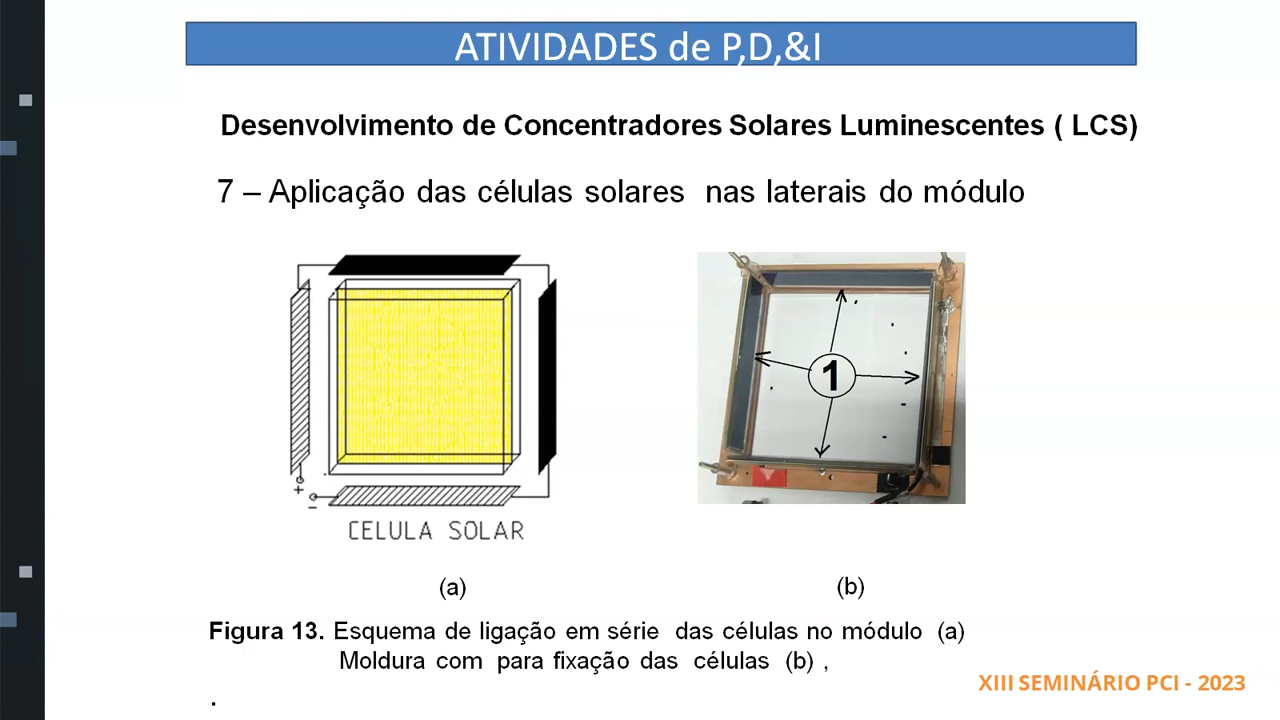 ATIVIDADES de P,D,&I
Desenvolvimento de Concentradores Solares Luminescentes ( LCS)
7 – Aplicação das células solares nas laterais do módulo
1
+
–
CELULA SOLAR
(a)
(b)
Figura 13. Esquema de ligação em série das células no módulo (a)
Moldura com para fixação das células (b) ,
.
XIII SEMINÁRIO PCI - 2023